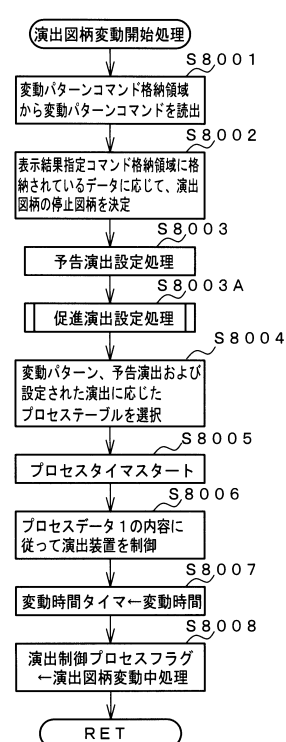 演出図柄変動開始処理
S8001
変動パターンコマンド格納領域
から変動パターンコマンドを読出
S8002
表示結果指定コマンド格納領域に格
納されているデータに応じて、演出
図柄の停止図柄を決定
S8003
予告演出設定処理
S8003A
促進演出設定処理
S8004
変動パターン、予告演出および
設定された演出に応じた
プロセステーブルを選択
S8005
プロセスタイマスタート
S8006
プロセスデータ1の内容に
従って演出装置を制御
S8007
変動時間タイマ←変動時間
S8008
演出制御プロセスフラグ
←演出図柄変動中処理
RET